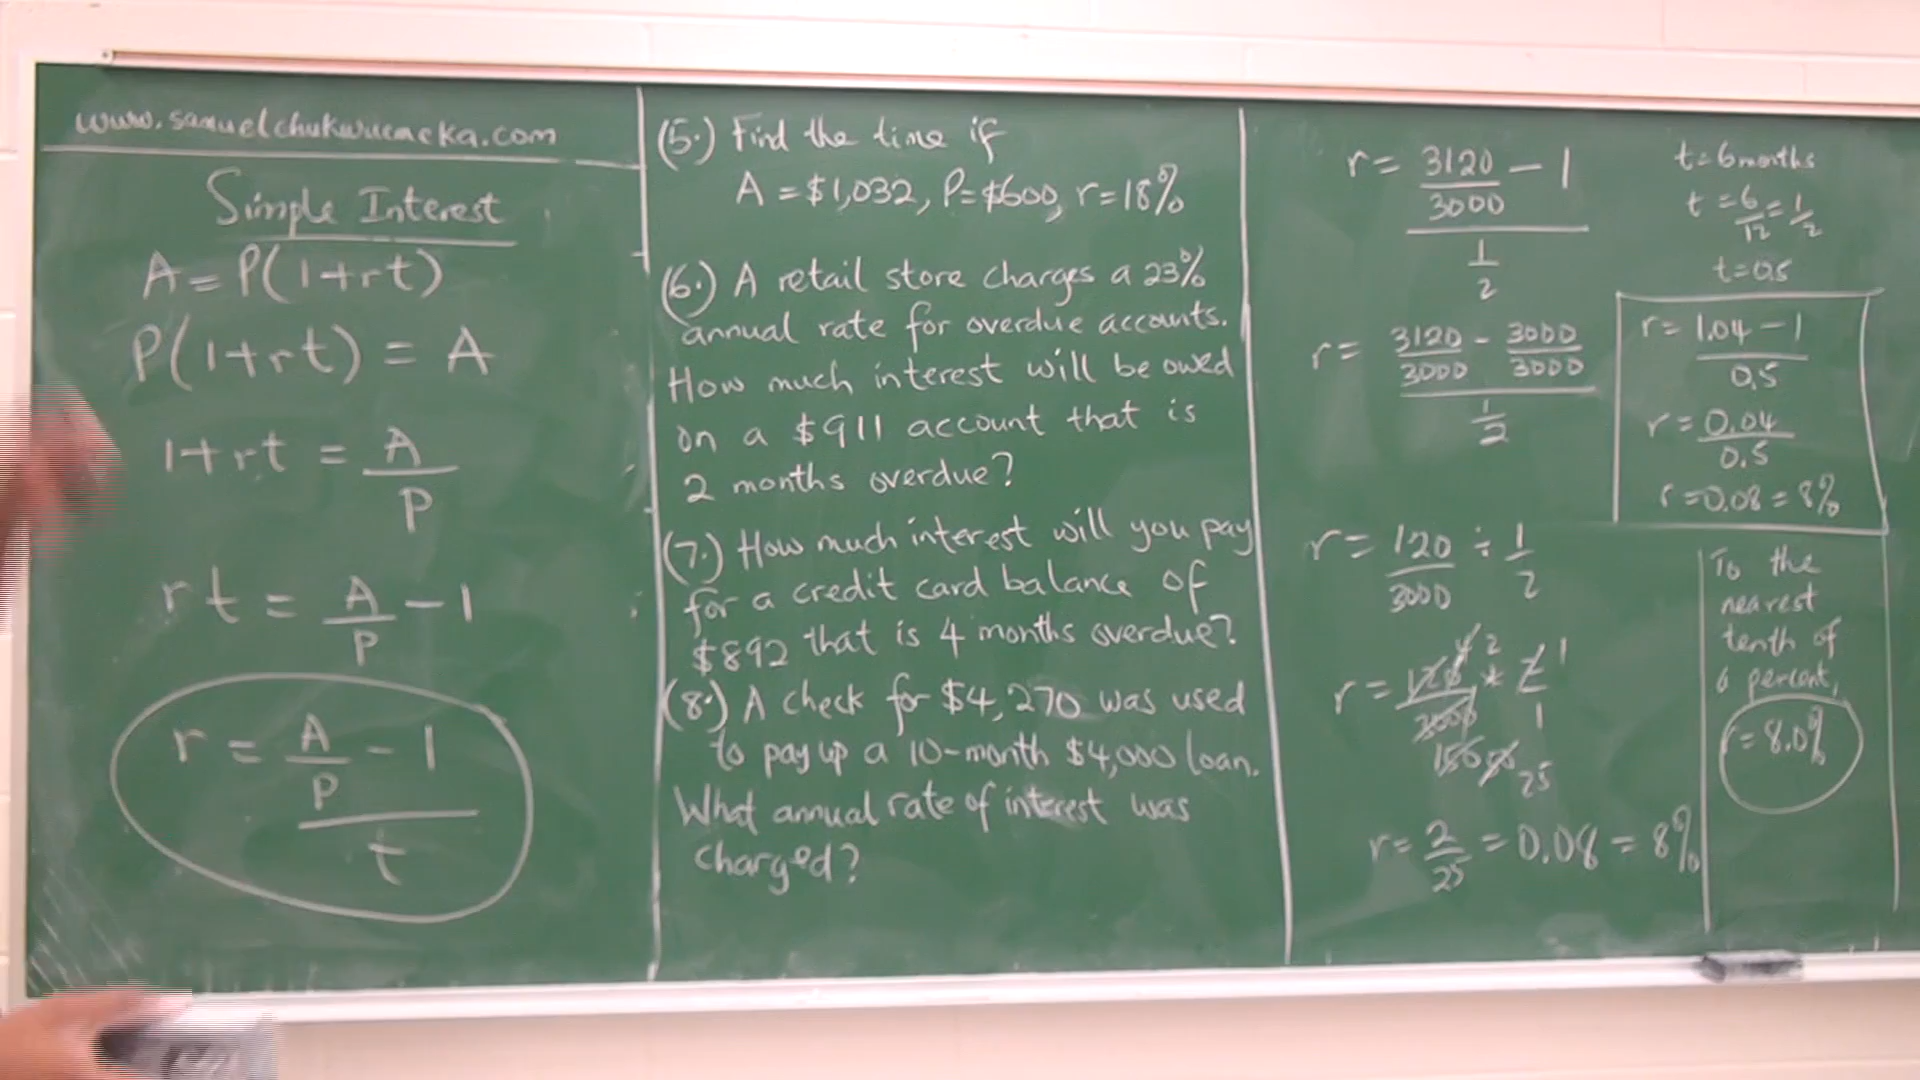 www.samuelchukwuemeka.com
Simple Interest
A = P(1+rt)
P(1+rt) = A
1+rt = A/P
rt = A/P - 1
r = (A/P - 1)/t
(5.) Find the time if
A = $1,032, P = $600, r = 18%
(6.) A retail store charges a 23%
annual rate for overdue accounts.
How much interest will be owed
on a $911 account that is
2 months overdue?
(7.) How much interest will you pay
for a credit card balance of
$892 that is 4 months overdue?
(8.) A check for $4,270 was used
to pay up a 10-month $4,000 loan.
What annual rate of interest was
charged?
r = (3120/3000 - 1)/(1/2)
r = (3120/3000 - 3000/3000)/(1/2)
r = 120/3000 ÷ 1/2
r = 120/3000 * 2/1
r = 2/25 = 0.08 = 8%
t = 6 months
t = 6/12 = 1/2
t = 0.5
r = (1.04 - 1)/0.5
r = 0.04/0.5
r = 0.08 = 8%
To the
nearest
tenth of
a percent,
r = 8.0%